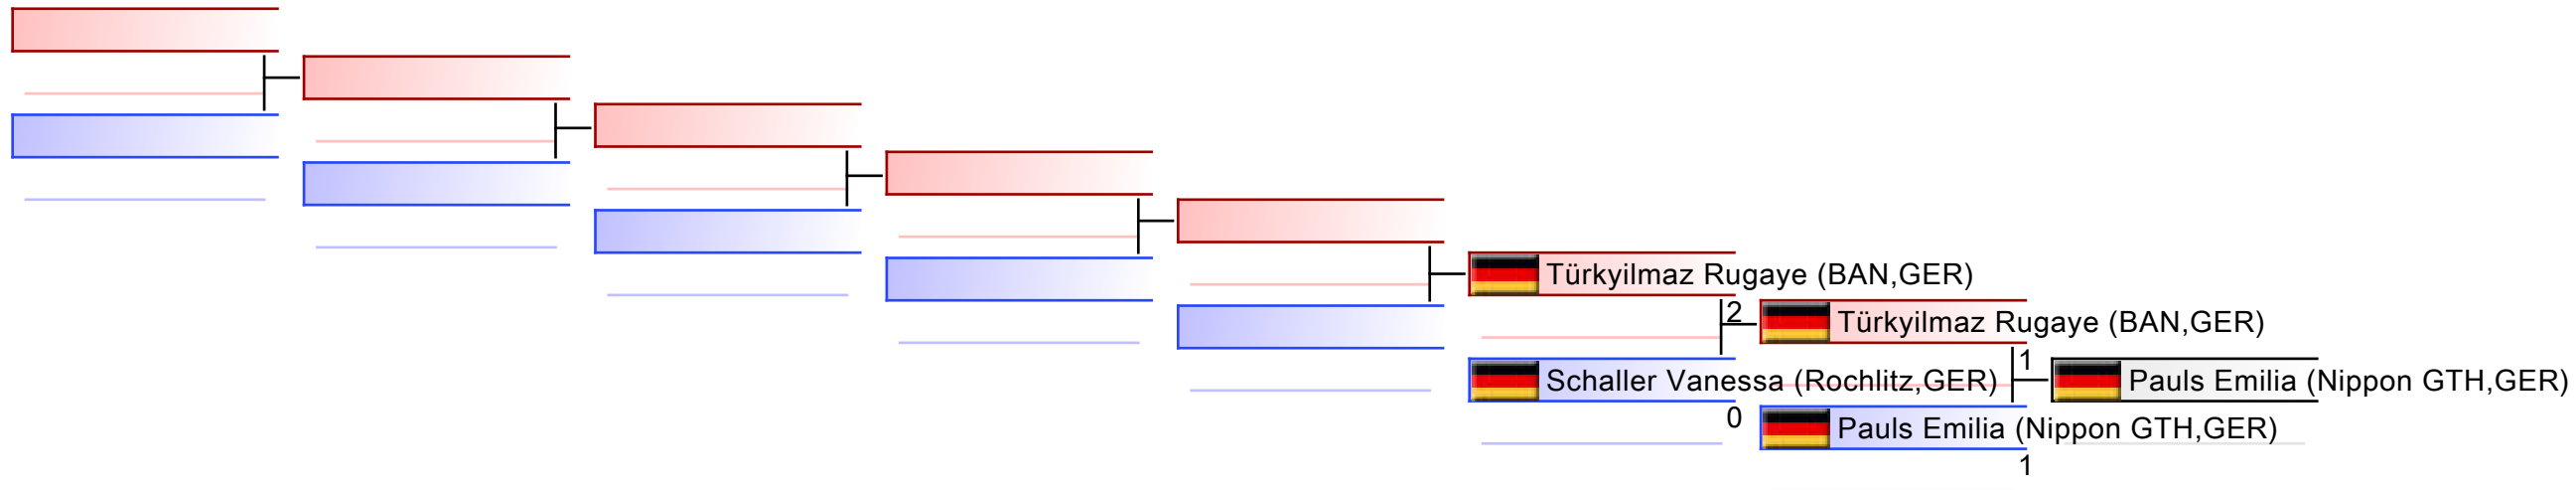 Türkyilmaz Rugaye (BAN,GER)
2
Türkyilmaz Rugaye (BAN,GER)
1
Schaller Vanessa (Rochlitz,GER)
Pauls Emilia (Nippon GTH,GER)
0
Pauls Emilia (Nippon GTH,GER)
1